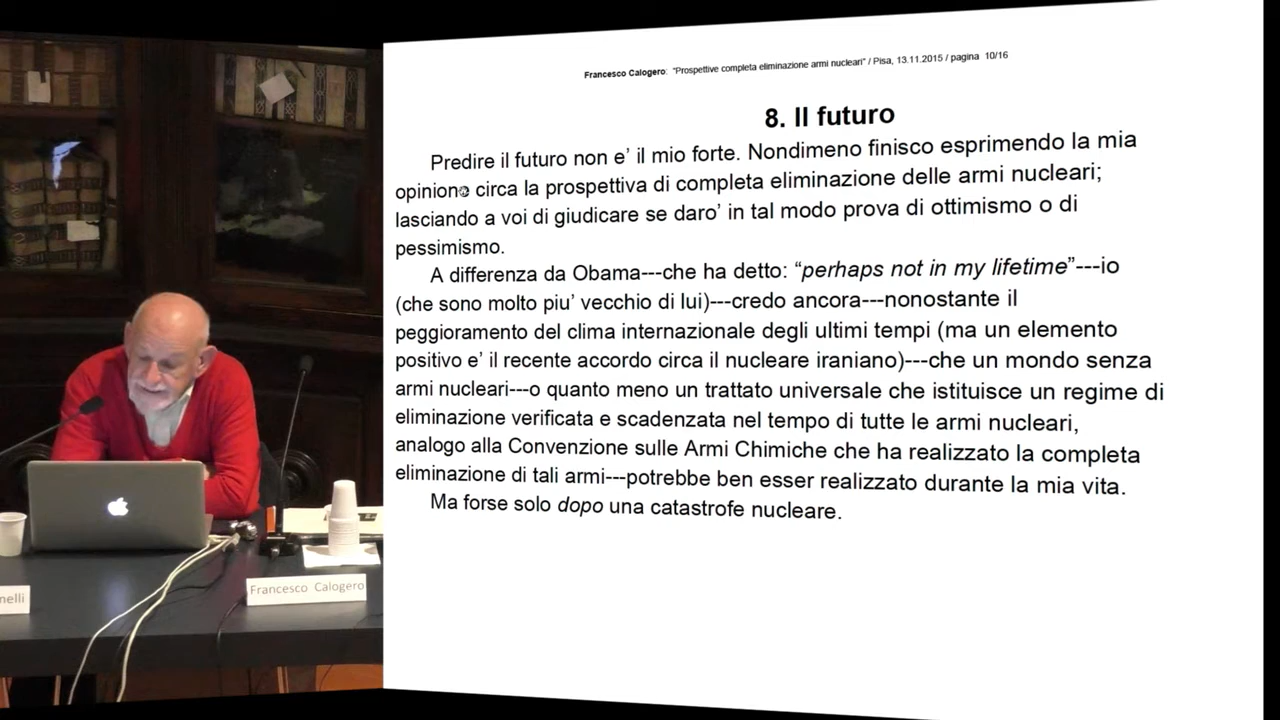 Francesco Calogero: "Prospettive completa eliminazione armi nucleari" / Pisa, 13.11.2015 / pagina 10/16
8. Il futuro
Predire il futuro non e' il mio forte. Nondimeno finisco esprimendo la mia
opinione circa la prospettiva di completa eliminazione delle armi nucleari;
lasciando a voi di giudicare se daro' in tal modo prova di ottimismo o di
pessimismo.
A differenza da Obama---che ha detto: "perhaps not in my lifetime"---io
(che sono molto piu' vecchio di lui)---credo ancora---nonostante il
peggioramento del clima internazionale degli ultimi tempi (ma un elemento
positivo e' il recente accordo circa il nucleare iraniano)---che un mondo senza
armi nucleari---o quanto meno un trattato universale che istituisce un regime di
eliminazione verificata e scadenzata nel tempo di tutte le armi nucleari,
analogo alla Convenzione sulle Armi Chimiche che ha realizzato la completa
eliminazione di tali armi---potrebbe ben esser realizzato durante la mia vita.
Ma forse solo dopo una catastrofe nucleare.
nelli
Francesco Calogero